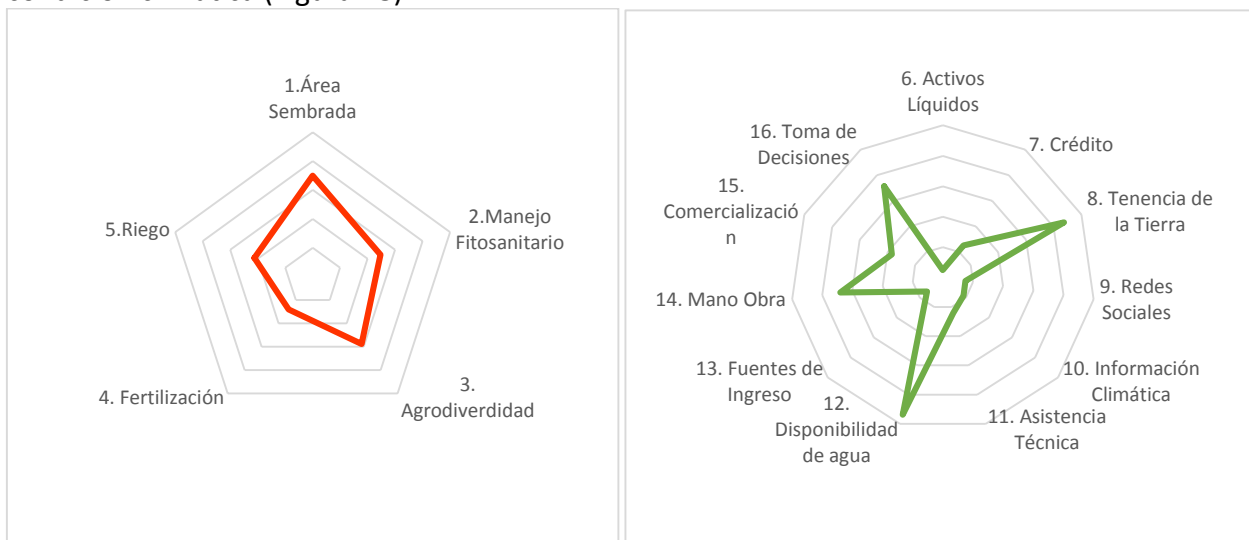 1.Área
Sembrada
2.Manejo
Fitosanitario
3.
Agrodiverdidad
4. Fertilización
5.Riego
6. Activos
Líquidos
7. Crédito
8. Tenencia de
la Tierra
9. Redes
Sociales
10. Información
Climática
11. Asistencia
Técnica
12.
Disponibilidad
de agua
13. Fuentes de
Ingreso
14. Mano Obra
15.
Comercializació
n
16. Toma de
Decisiones